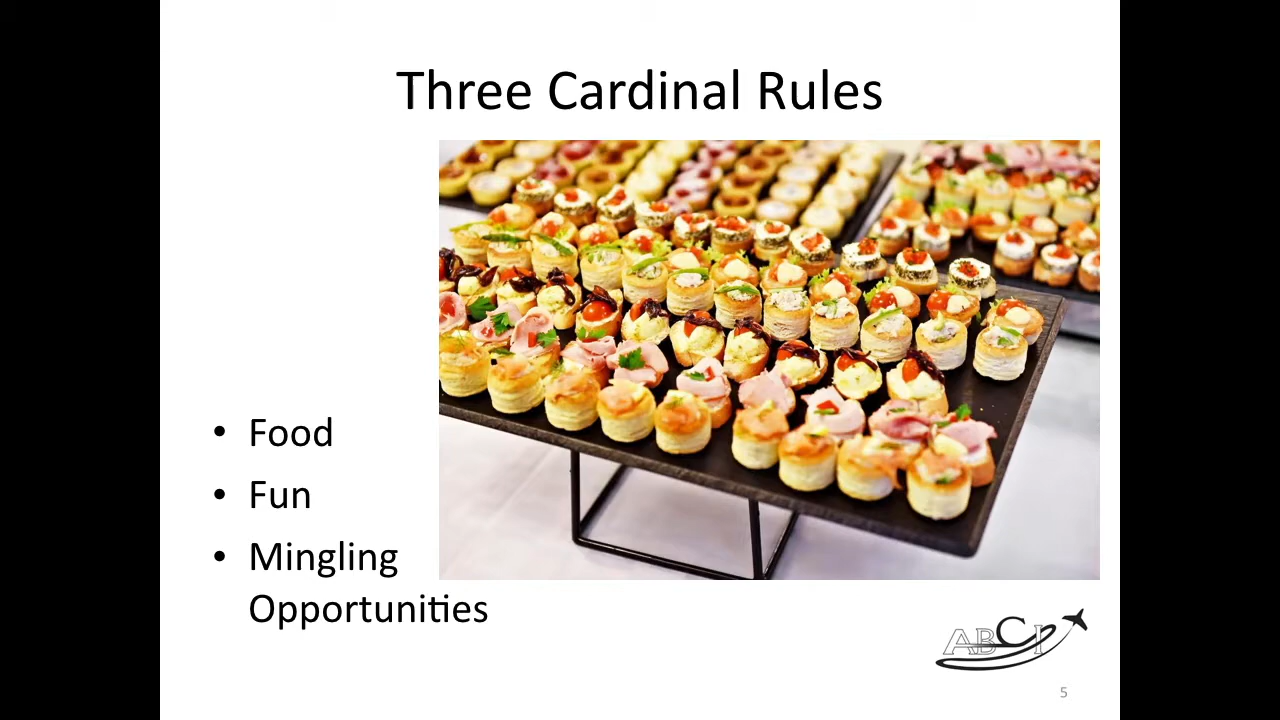 Three Cardinal Rules
• Food
• Fun
• Mingling
Opportunities
ABCI
5